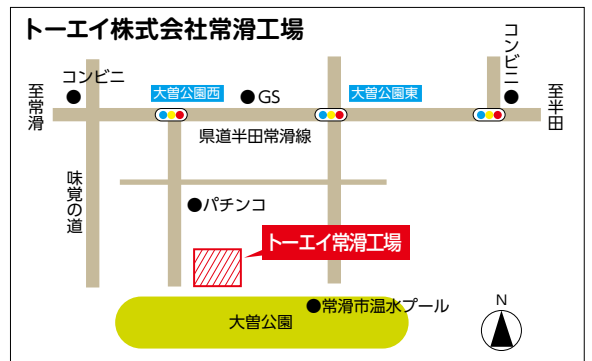 トーエイ株式会社常滑工場
コンビニ
コンビニ
至常滑
大曽公園西
●GS
大曽公園東
至半田
県道半田常滑線
味覚の道
●パチンコ
トーエイ常滑工場
●常滑市温水プール
大曽公園
N